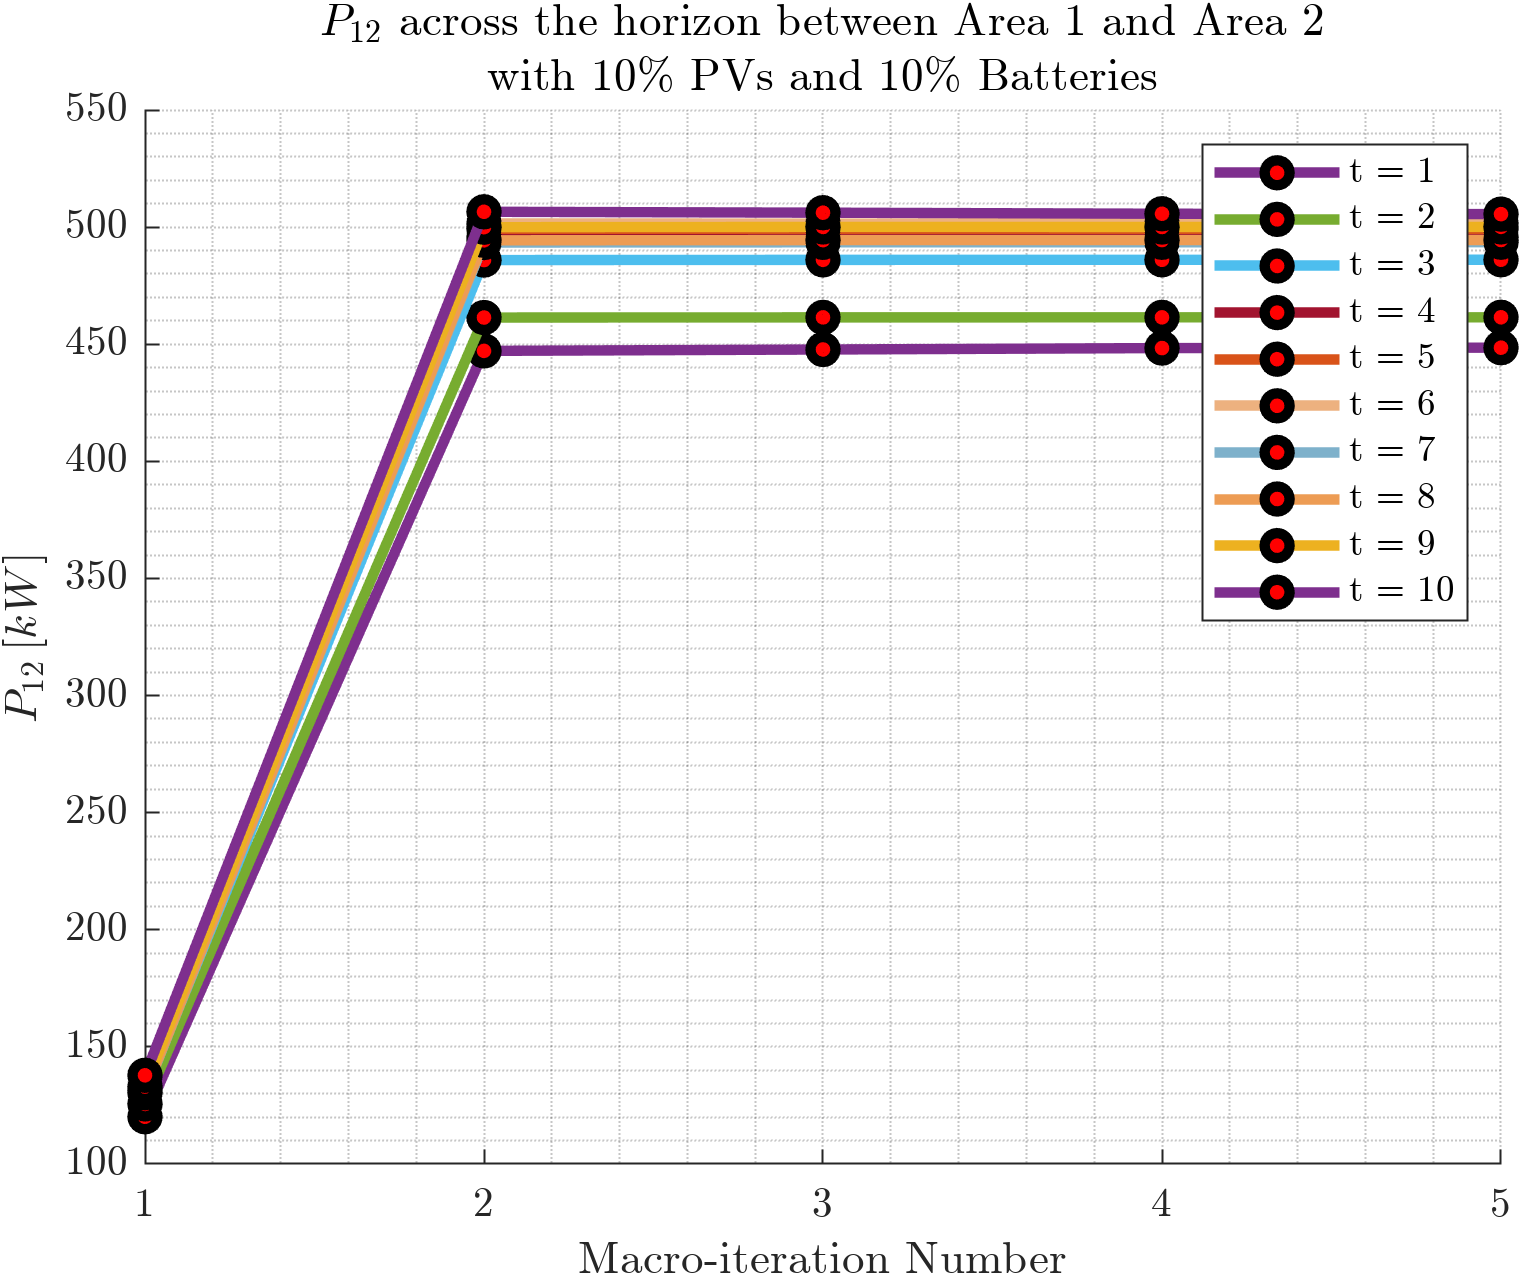 P12 across the horizon between Area 1 and Area 2
with 10% PVs and 10% Batteries
550
500
450
400
350
300
250
200
150
100
P12 [kW]
t = 1
t = 2
t = 3
t = 4
t = 5
t = 6
t = 7
t = 8
t = 9
t = 10
1 2 3 4 5
Macro-iteration Number